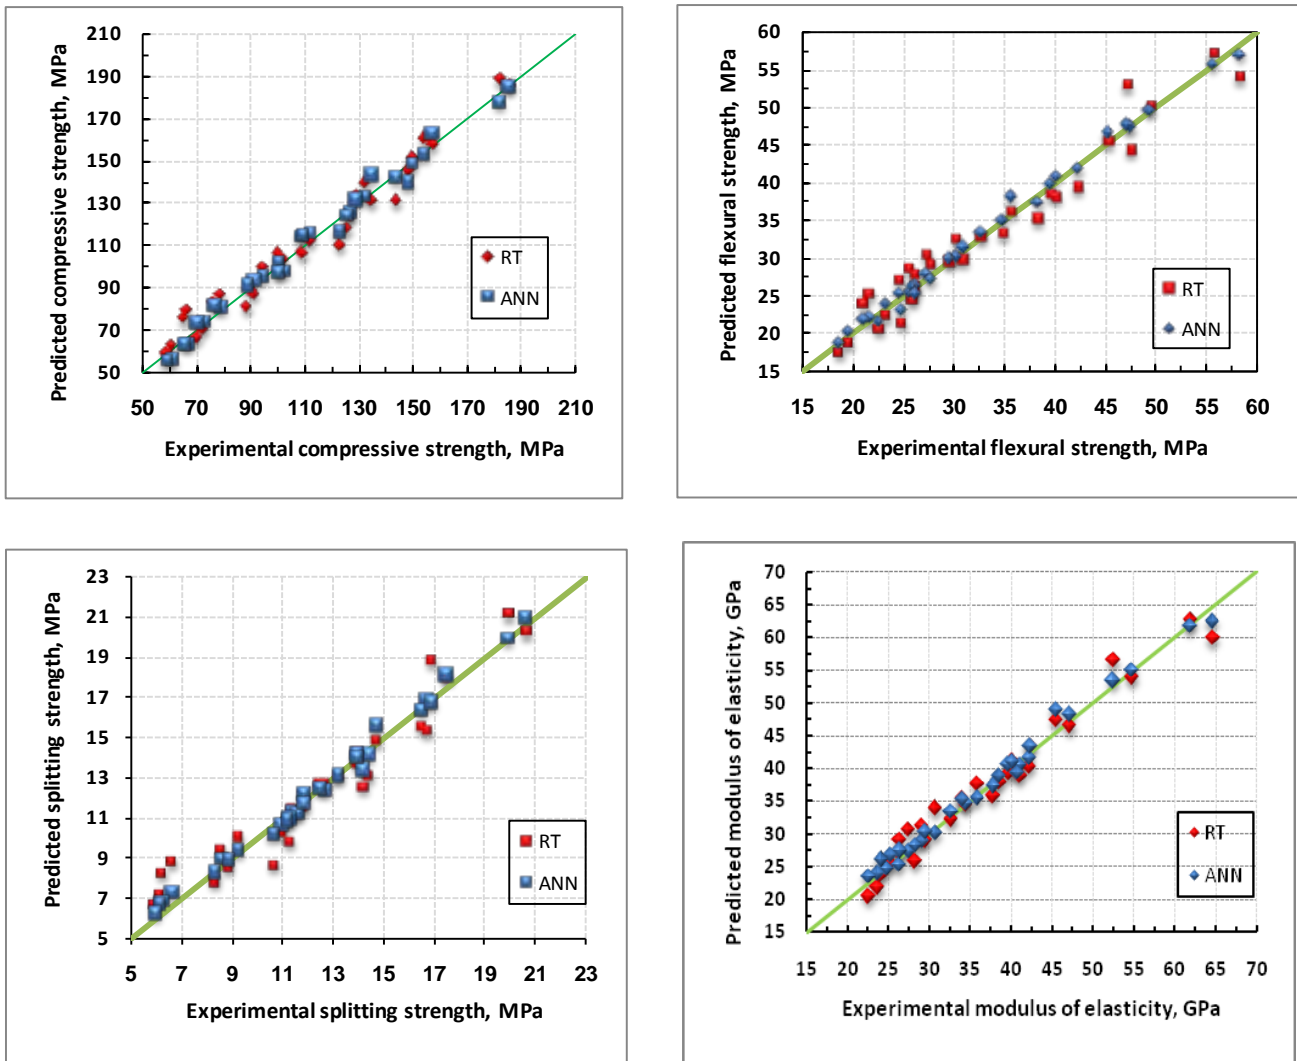 Predicted compressive strength, MPa
210
190
170
150
130
110
90
70
50
50 70 90 110 130 150 170 190 210
Experimental compressive strength, MPa
RT
ANN
Predicted flexural strength, MPa
60
55
50
45
40
35
30
25
20
15
15 20 25 30 35 40 45 50 55 60
Experimental flexural strength, MPa
RT
ANN
Predicted splitting strength, MPa
23
21
19
17
15
13
11
9
7
5
5 7 9 11 13 15 17 19 21 23
Experimental splitting strength, MPa
RT
ANN
Predicted modulus of elasticity, GPa
70
65
60
55
50
45
40
35
30
25
20
15
15 20 25 30 35 40 45 50 55 60 65 70
Experimental modulus of elasticity, GPa
RT
ANN